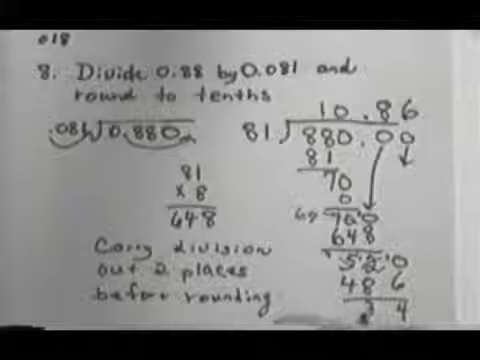 018
8. Divide 0.88 by 0.081 and
round to tenths
10.86
.081 0.880 81 880.00
81
81 70
x 8 0
648 700
648
Carry division 520
out 2 places 486
before rounding 34